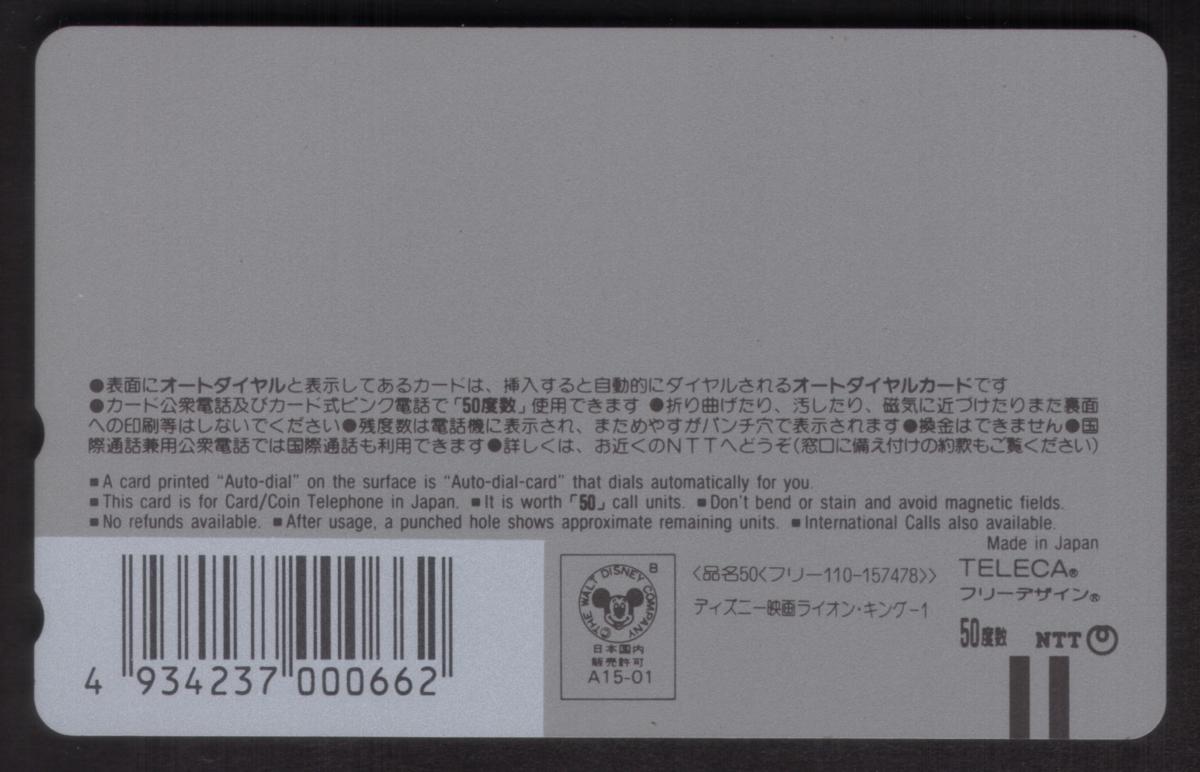 ●表面にオートダイヤルと表示してあるカードは、挿入すると自動的にダイヤルされるオートダイヤルカードです
●カード公衆電話及びカード式ピンク電話で「50度数」使用できます ●折り曲げたり、汚したり、磁気に近づけたりまた裏面
への印刷等はしないでください●残度数は電話機に表示され、まためやすがパンチ穴で表示されます●換金はできません●国
際通話兼用公衆電話では国際通話も利用できます●詳しくは、お近くのNTTへどうぞ(窓口に備え付けの約款もご覧ください)
■A card printed "Auto-dial" on the surface is "Auto-dial-card" that dials automatically for you.
■This card is for Card/Coin Telephone in Japan. ■It is worth「50」call units. ■Don't bend or stain and avoid magnetic fields.
■No refunds available. ■After usage, a punched hole shows approximate remaining units. ■International Calls also available.
Made in Japan
4 934237 000662
B
©THE WALT DISNEY COMPANY
日本国内
販売許可
A15-01
〈品名50〈フリー110-157478〉〉
ディズニー映画ライオン・キング-1
TELECA®
フリーデザイン®
50度数 NTT